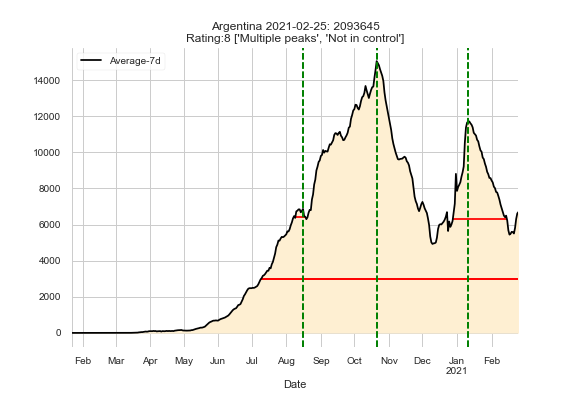 Argentina 2021-02-25: 2093645
Rating:8 ['Multiple peaks', 'Not in control']
Average-7d
14000
12000
10000
8000
6000
4000
2000
0
Feb Mar Apr May Jun Jul Aug Sep Oct Nov Dec Jan Feb
2021
Date